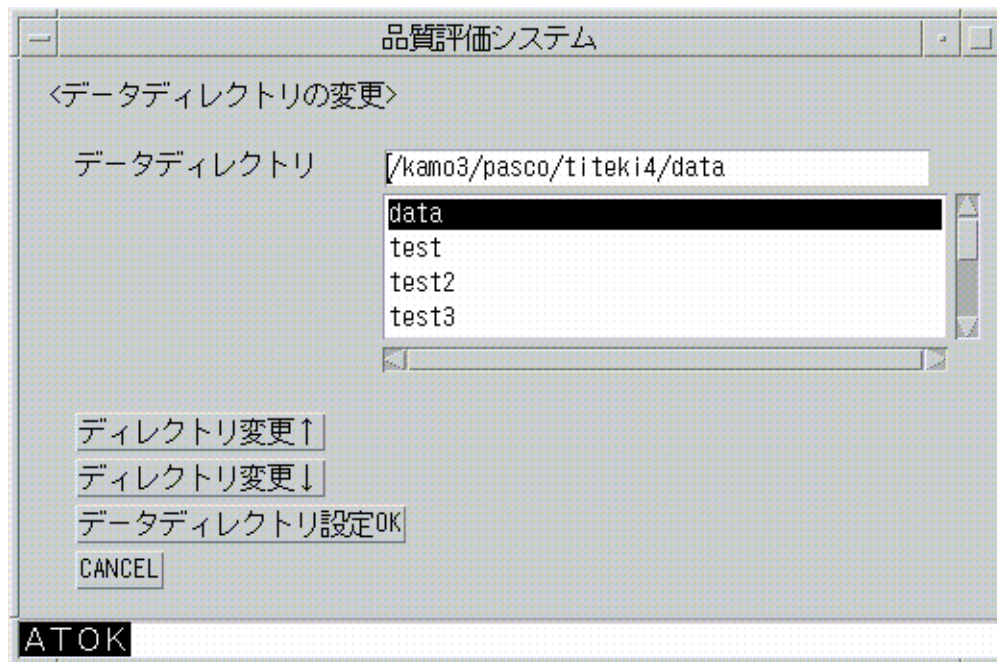 品質評価システム
<データディレクトリの変更>
データディレクトリ /kamo3/pasco/titeki4/data
data
test
test2
test3
ディレクトリ変更↑
ディレクトリ変更↓
データディレクトリ設定OK
CANCEL
ATOK